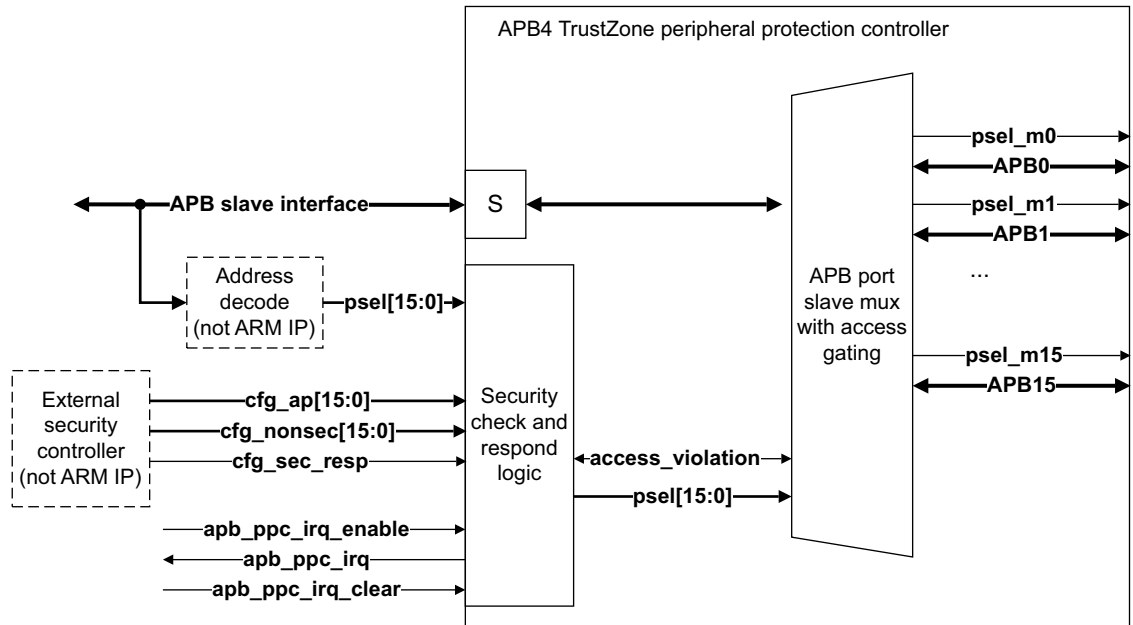 APB4 TrustZone peripheral protection controller
psel_m0
APB0
APB slave interface
S
psel_m1
APB1
...
Address
decode
(not ARM IP)
psel[15:0]
APB port
slave mux
with access
gating
psel_m15
APB15
External
security
controller
(not ARM IP)
cfg_ap[15:0]
cfg_nonsec[15:0]
cfg_sec_resp
Security
check and
respond
logic
access_violation
psel[15:0]
apb_ppc_irq_enable
apb_ppc_irq
apb_ppc_irq_clear